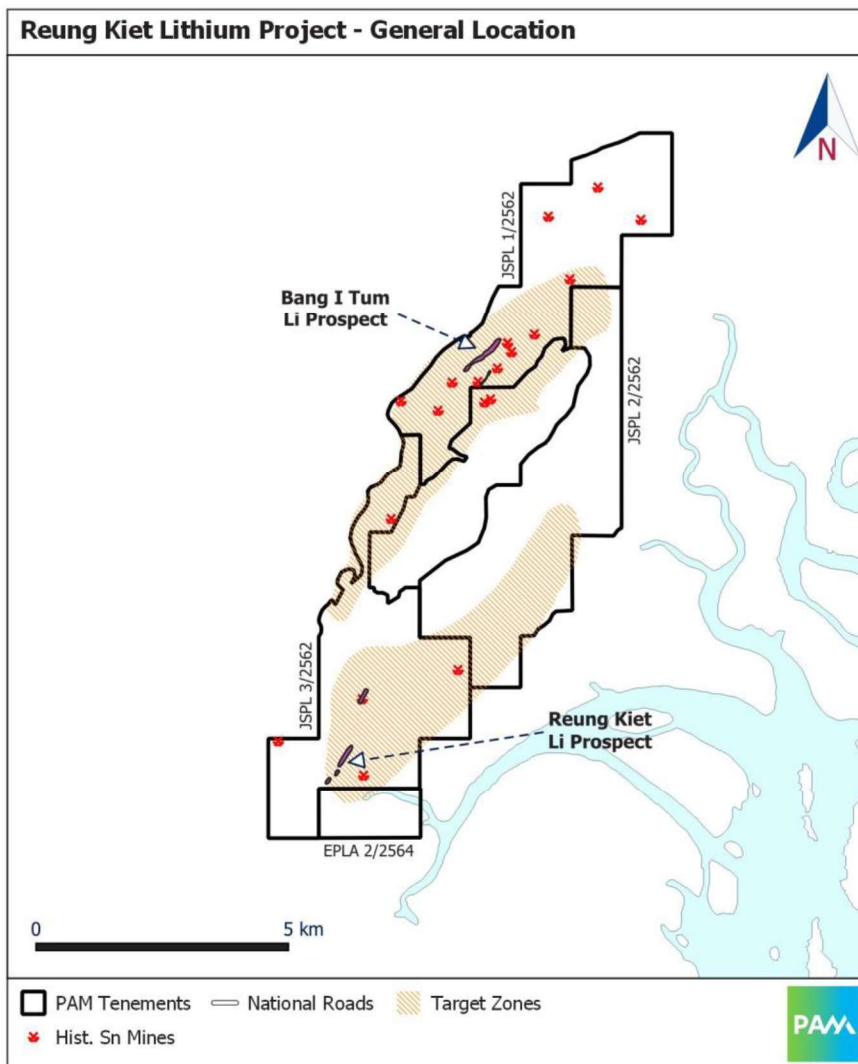 Reung Kiet Lithium Project - General Location
N
JSPL 1/2562
Bang I Tum
Li Prospect
JSPL 2/2562
JSPL 3/2562
Reung Kiet
Li Prospect
EPLA 2/2564
0 5 km
PAM Tenements National Roads Target Zones
Hist. Sn Mines
PAM